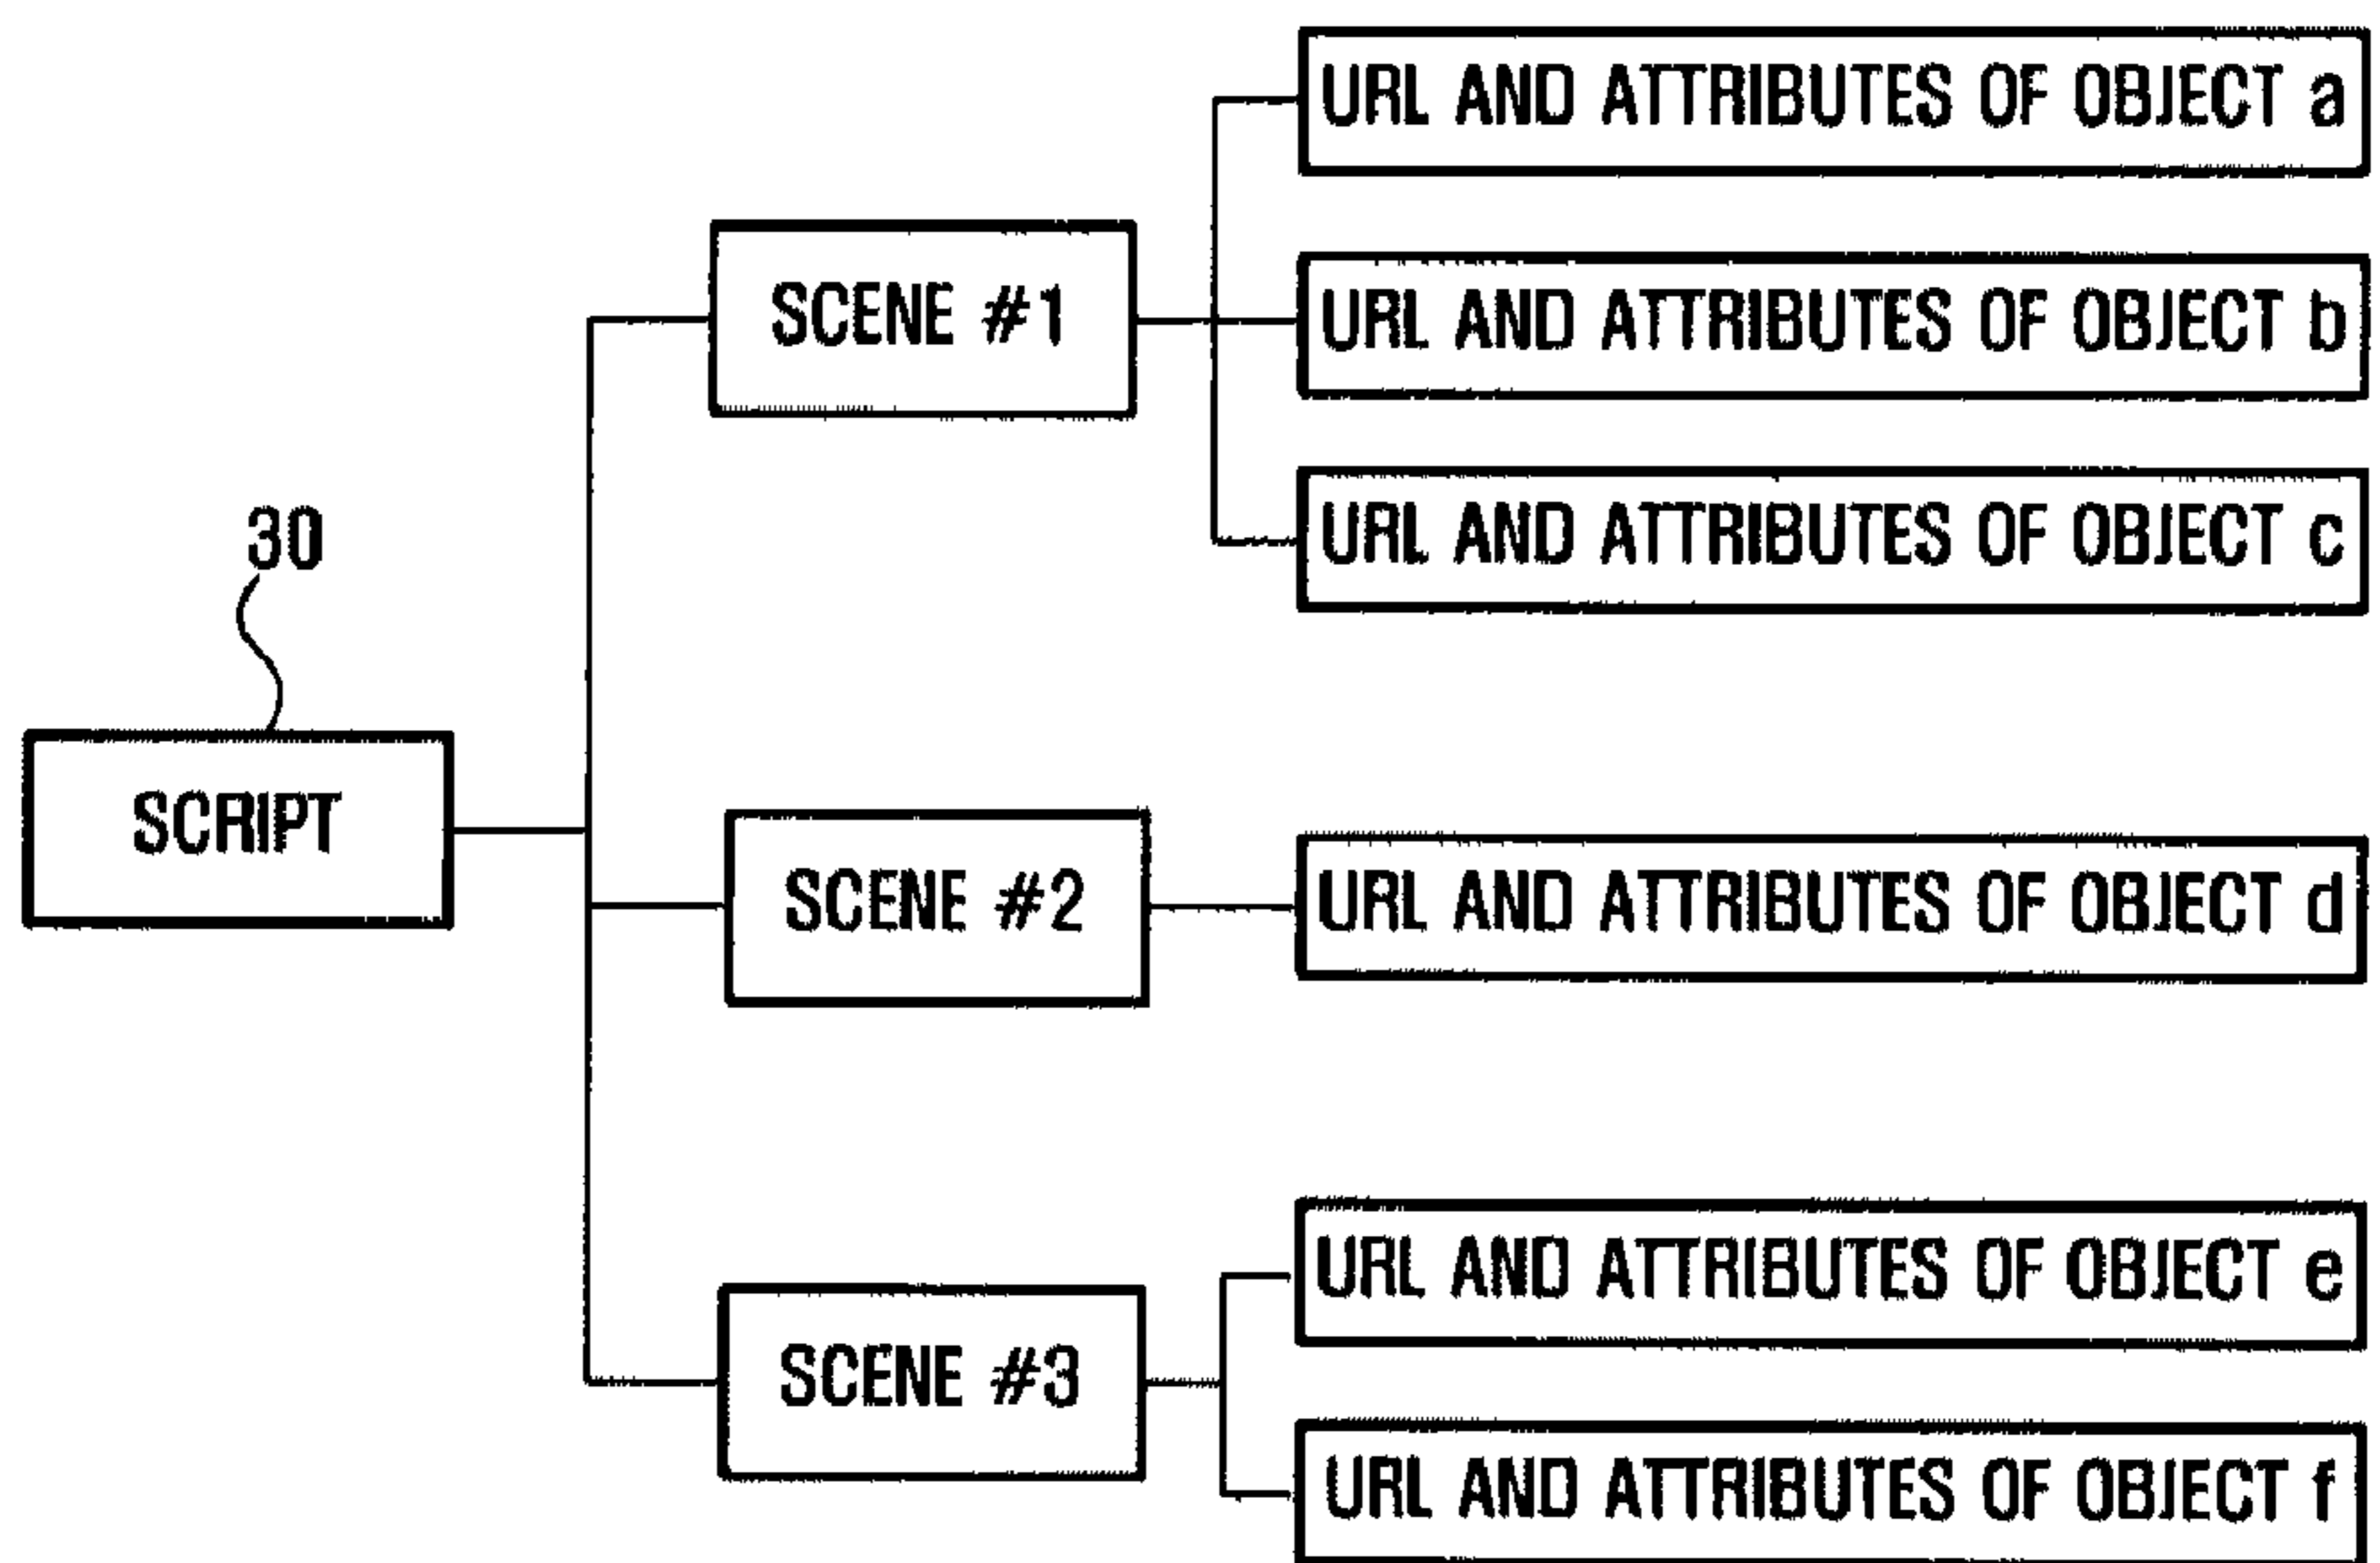 URL AND ATTRIBUTES OF OBJECT a
SCENE #1
URL AND ATTRIBUTES OF OBJECT b
URL AND ATTRIBUTES OF OBJECT c
30
SCRIPT
SCENE #2
URL AND ATTRIBUTES OF OBJECT d
URL AND ATTRIBUTES OF OBJECT e
SCENE #3
URL AND ATTRIBUTES OF OBJECT f